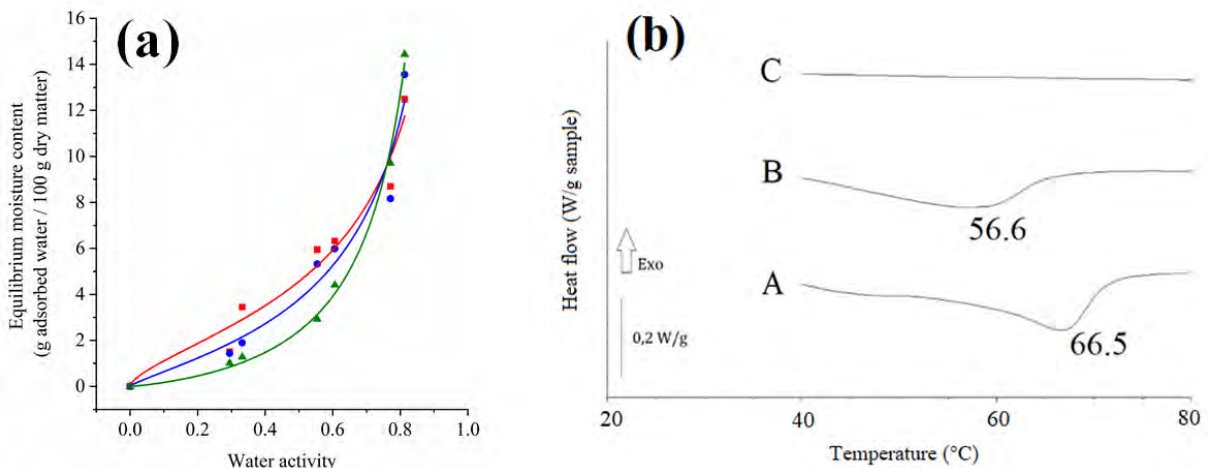 (a)
16
14
12
10
8
6
4
2
0
Equilibrium moisture content
(g adsorbed water / 100 g dry matter)
0.0 0.2 0.4 0.6 0.8 1.0
Water activity
(b)
Heat flow (W/g sample)
C
B
56.6
Exo
A
0,2 W/g
66.5
20 40 60 80
Temperature (°C)